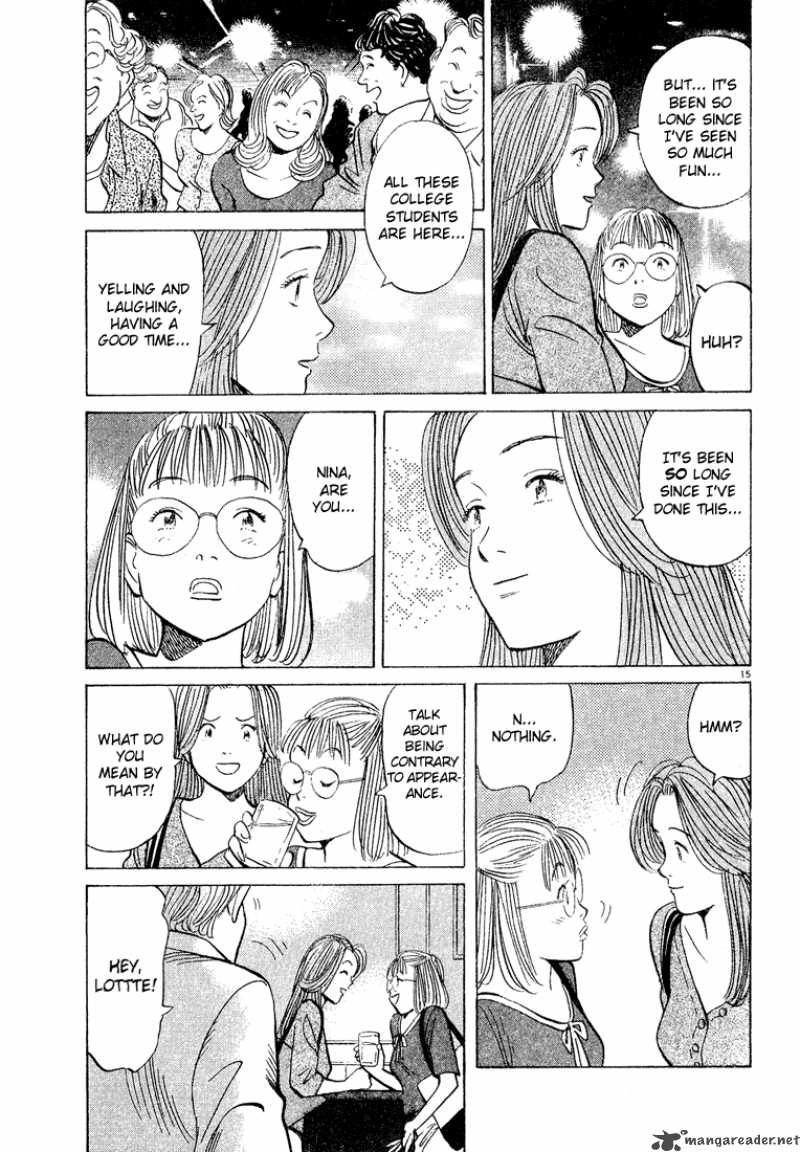 BUT... IT'S
BEEN SO
LONG SINCE
I'VE SEEN
SO MUCH
FUN...
HUH?
ALL THESE
COLLEGE
STUDENTS
ARE HERE...
YELLING AND
LAUGHING,
HAVING A
GOOD TIME...
IT'S BEEN
SO LONG
SINCE I'VE
DONE THIS...
NINA,
ARE
YOU...
15
HMM?
N...
NOTHING.
TALK
ABOUT
BEING
CONTRARY
TO APPEAR-
ANCE.
WHAT DO
YOU
MEAN BY
THAT?!
HEY,
LOTTTE!
mangareader.net